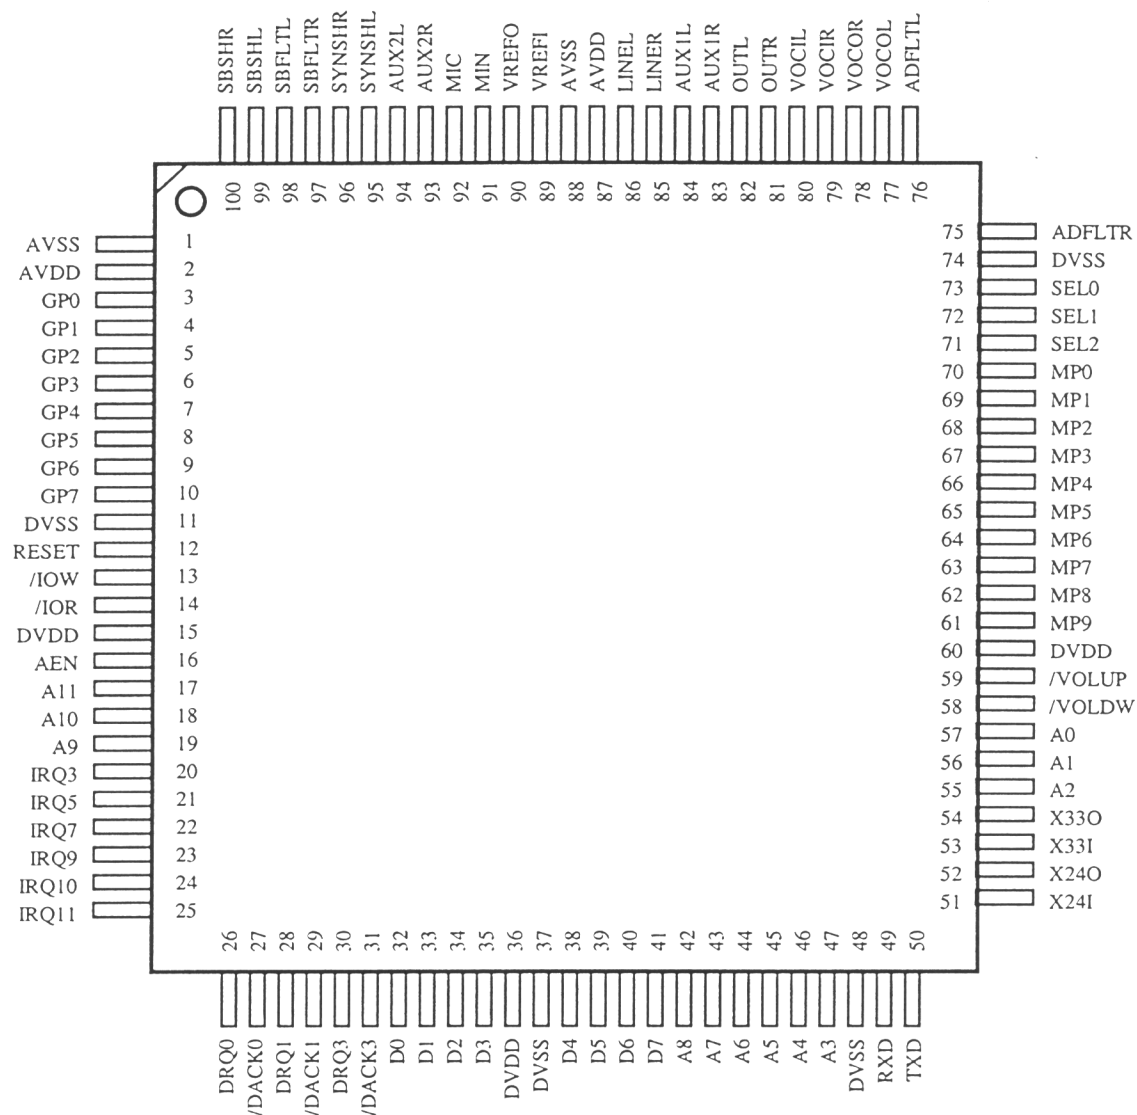 SBSHR
SBSHL
SBFLTL
SBFLTR
SYNSHR
SYNSHL
AUX2L
AUX2R
MIC
MIN
VREFO
VREFI
AVSS
AVDD
LINEL
LINER
AUX1L
AUX1R
OUTL
OUTR
VOCIL
VOCIR
VOCOR
VOCOL
ADFLTL
100
99
98
97
96
95
94
93
92
91
90
89
88
87
86
85
84
83
82
81
80
79
78
77
76
AVSS 1
AVDD 2
GP0 3
GP1 4
GP2 5
GP3 6
GP4 7
GP5 8
GP6 9
GP7 10
DVSS 11
RESET 12
/IOW 13
/IOR 14
DVDD 15
AEN 16
A11 17
A10 18
A9 19
IRQ3 20
IRQ5 21
IRQ7 22
IRQ9 23
IRQ10 24
IRQ11 25
75 ADFLTR
74 DVSS
73 SEL0
72 SEL1
71 SEL2
70 MP0
69 MP1
68 MP2
67 MP3
66 MP4
65 MP5
64 MP6
63 MP7
62 MP8
61 MP9
60 DVDD
59 /VOLUP
58 /VOLDW
57 A0
56 A1
55 A2
54 X33O
53 X33I
52 X24O
51 X24I
26
27
28
29
30
31
32
33
34
35
36
37
38
39
40
41
42
43
44
45
46
47
48
49
50
DRQ0
/DACK0
DRQ1
/DACK1
DRQ3
/DACK3
D0
D1
D2
D3
DVDD
DVSS
D4
D5
D6
D7
A8
A7
A6
A5
A4
A3
DVSS
RXD
TXD